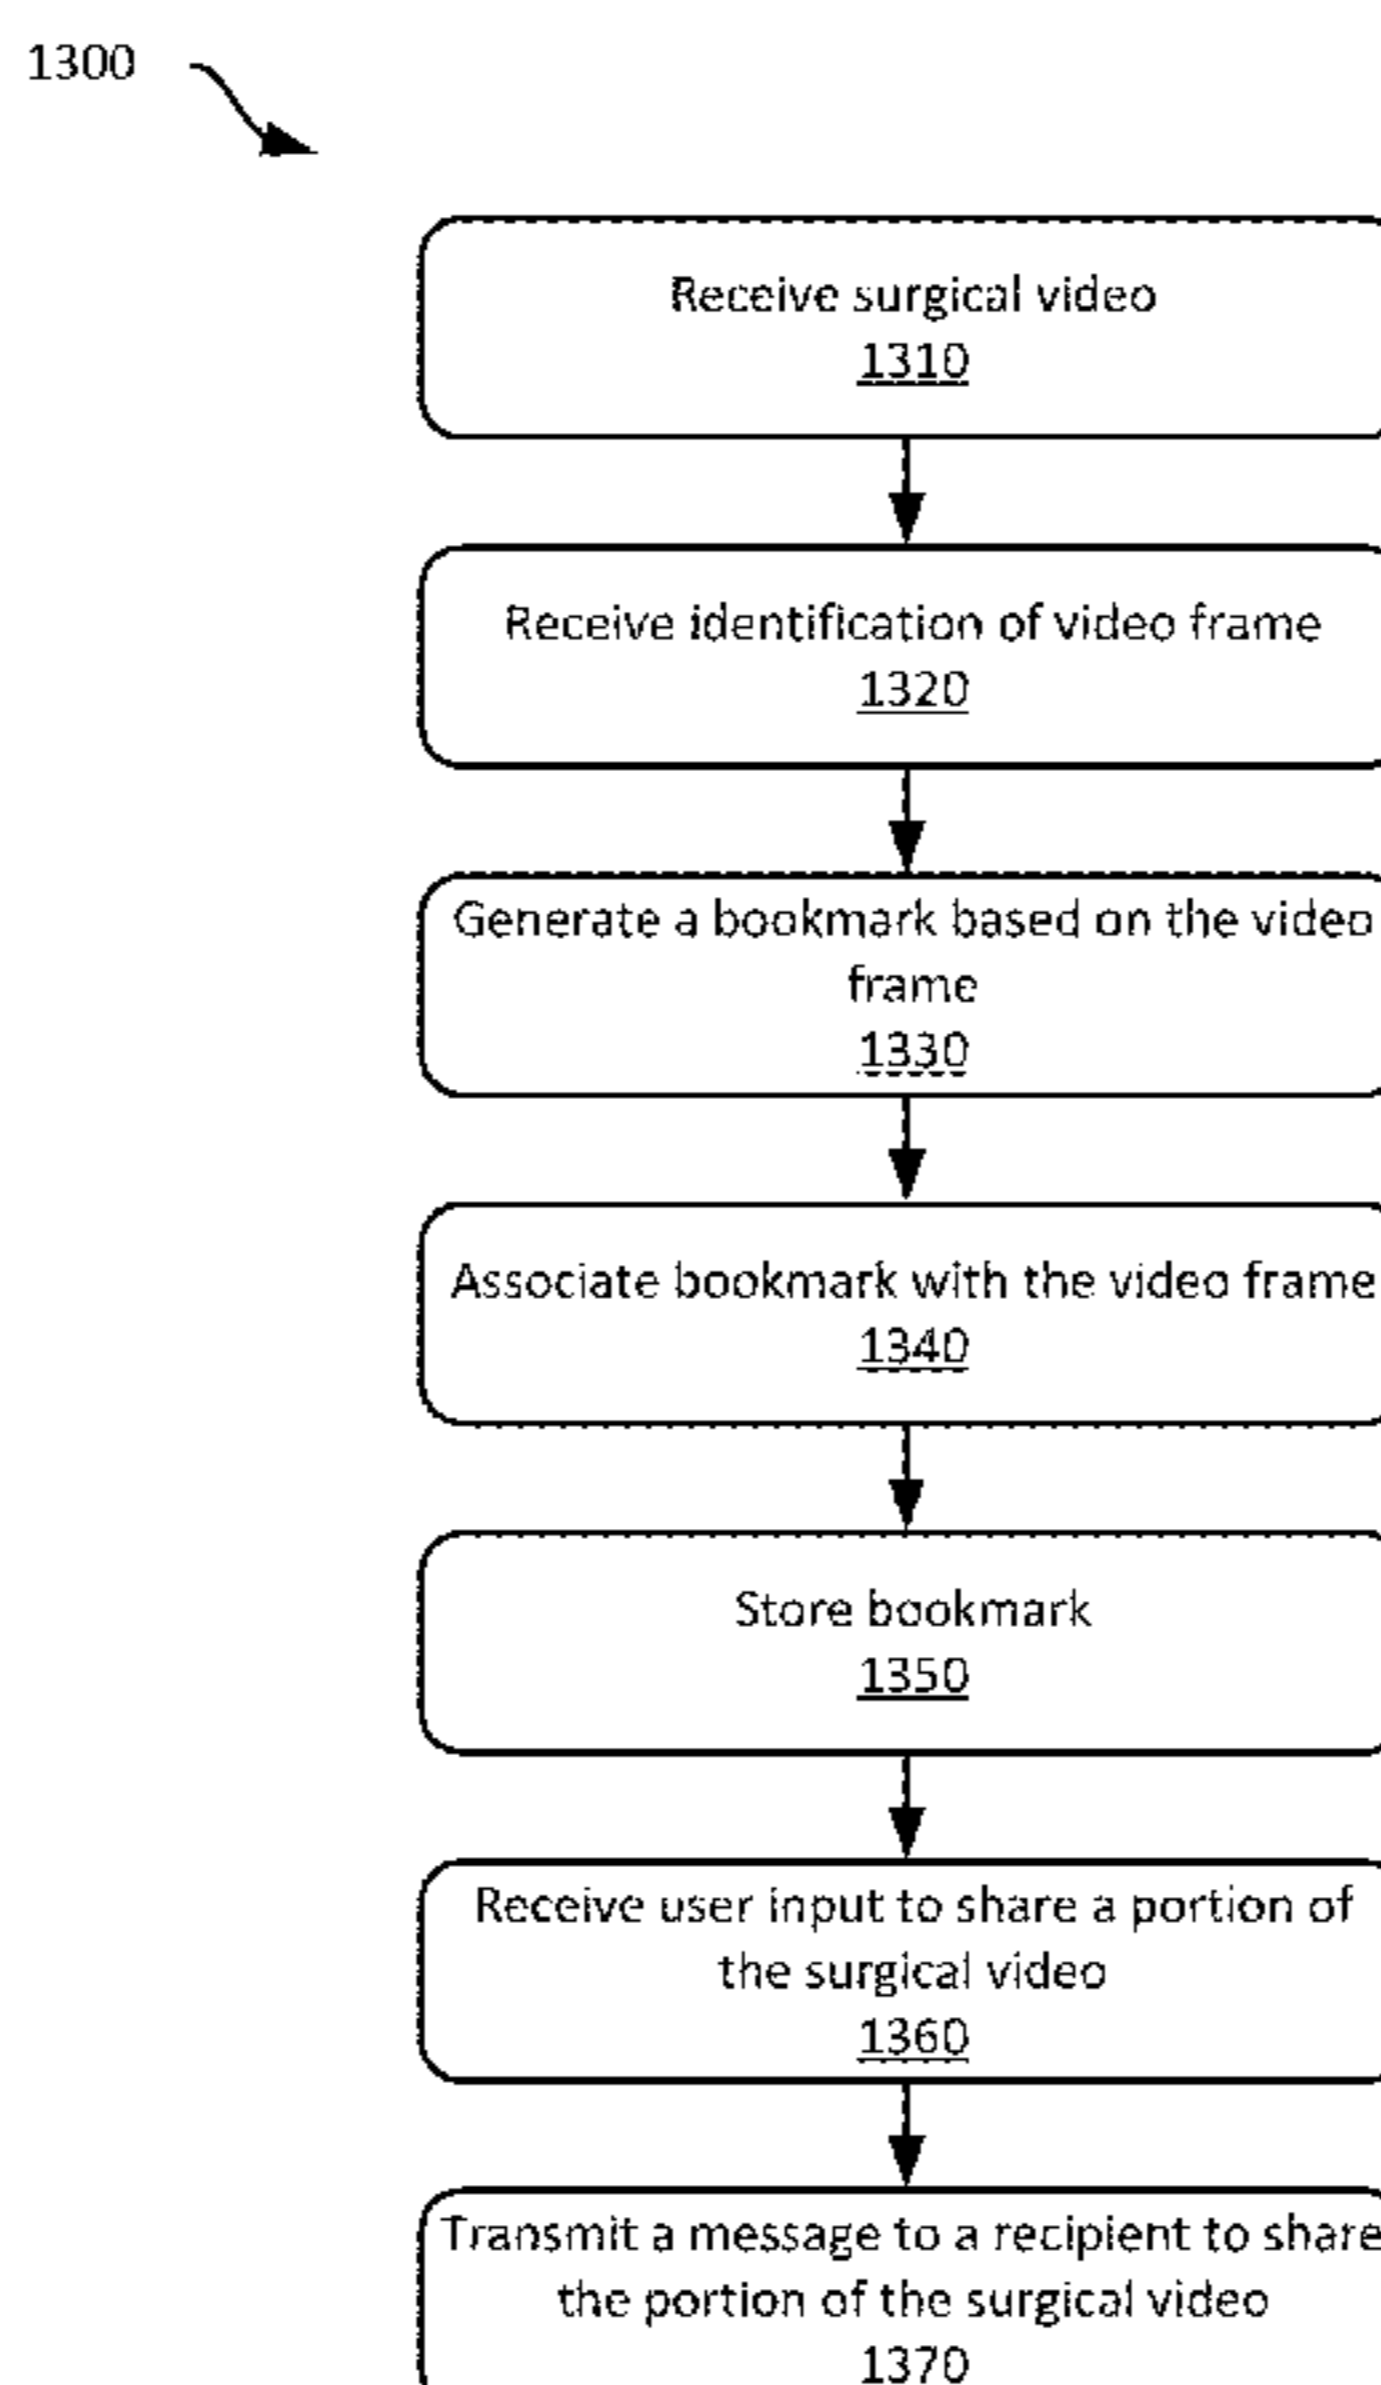 1300
Receive surgical video
1310
Receive identification of video frame
1320
Generate a bookmark based on the video
frame
1330
Associate bookmark with the video frame
1340
Store bookmark
1350
Receive user input to share a portion of
the surgical video
1360
Transmit a message to a recipient to share
the portion of the surgical video
1370